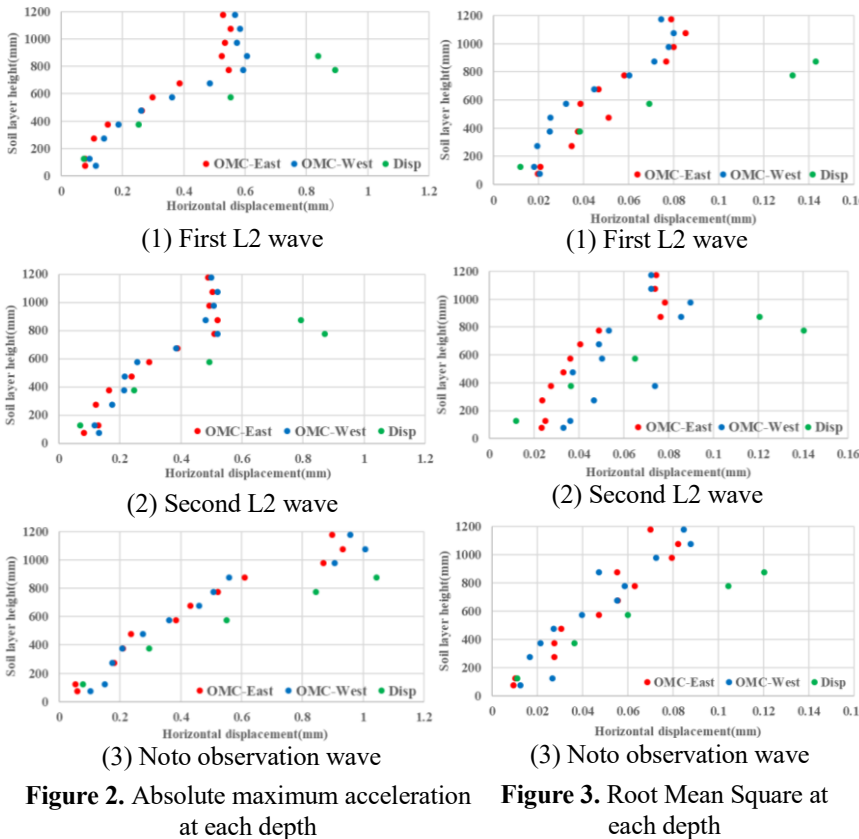 1200
1000
800
600
400
200
0
Soil layer height(mm)
OMC-East OMC-West Disp
0 0.2 0.4 0.6 0.8 1 1.2
Horizontal displacement(mm)
(1) First L2 wave
1200
1000
800
600
400
200
0
Soil layer height(mm)
OMC-East OMC-West Disp
0 0.02 0.04 0.06 0.08 0.1 0.12 0.14 0.16
Horizontal displacement(mm)
(1) First L2 wave
1200
1000
800
600
400
200
0
Soil layer height(mm)
OMC-East OMC-West Disp
0 0.2 0.4 0.6 0.8 1 1.2
Horizontal displacement(mm)
(2) Second L2 wave
1200
1000
800
600
400
200
0
Soil layer height(mm)
OMC-East OMC-West Disp
0 0.02 0.04 0.06 0.08 0.1 0.12 0.14 0.16
Horizontal displacement(mm)
(2) Second L2 wave
1200
1000
800
600
400
200
0
Soil layer height(mm)
OMC-East OMC-West Disp
0 0.2 0.4 0.6 0.8 1 1.2
Horizontal displacement(mm)
(3) Noto observation wave
1200
1000
800
600
400
200
0
Soil layer height(mm)
OMC-East OMC-West Disp
0 0.02 0.04 0.06 0.08 0.1 0.12 0.14 0.16
Horizontal displacement(mm)
(3) Noto observation wave
Figure 2. Absolute maximum acceleration
at each depth
Figure 3. Root Mean Square at
each depth